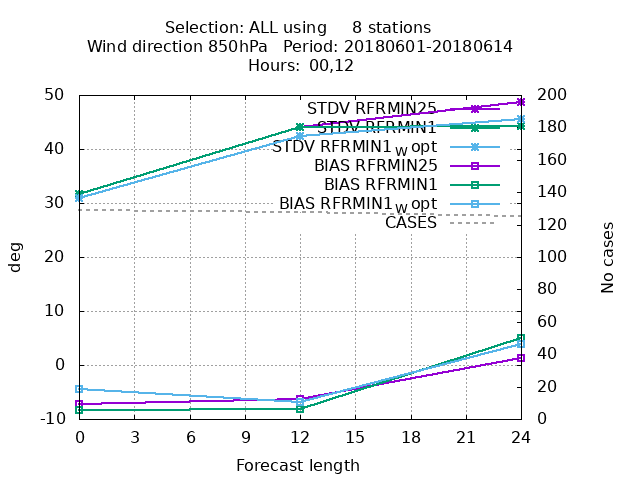 Selection: ALL using 8 stations
Wind direction 850hPa Period: 20180601-20180614
Hours: 00,12
50
40
30
20
10
0
-10
deg
200
180
160
140
120
100
80
60
40
20
0
No cases
STDV RFRMIN25
STDV RFRMIN1
STDV RFRMIN1W opt
BIAS RFRMIN25
BIAS RFRMIN1
BIAS RFRMIN1W opt
CASES
0 3 6 9 12 15 18 21 24
Forecast length